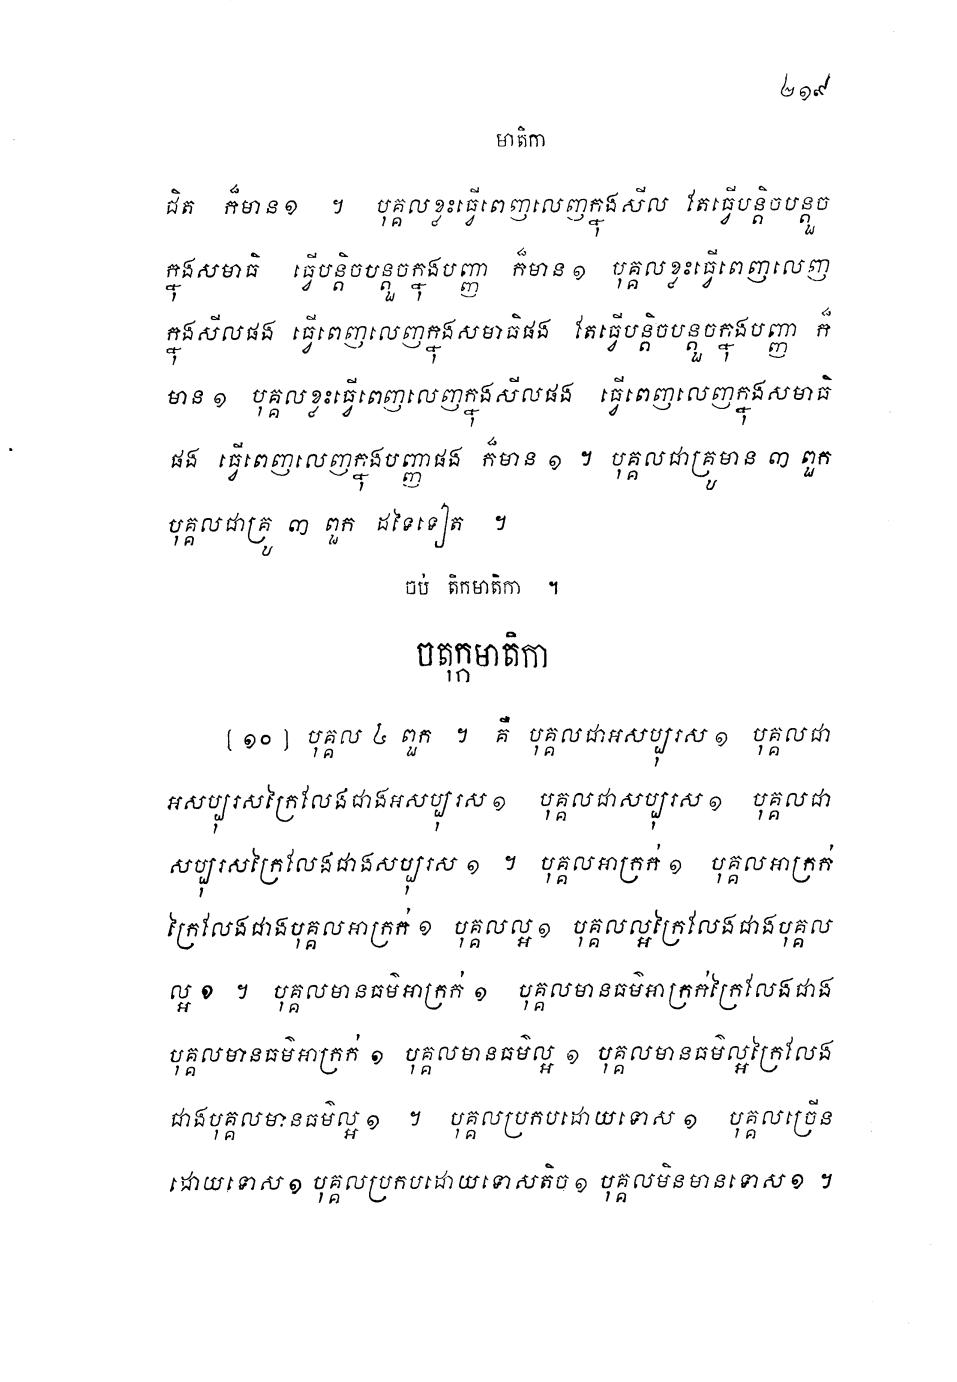 ២១៩
មាតិកា
ជិត ក៏មាន១ ។ បុគ្គលខ្លះធ្វើពេញលេញក្នុងសីល តែធ្វើបន្តិចបន្តួច
ក្នុងសមាធិ ធ្វើបន្តិចបន្តួចក្នុងបញ្ញា ក៏មាន ១ បុគ្គលខ្លះធ្វើពេញលេញ
ក្នុងសីលផង ធ្វើពេញលេញក្នុងសមាធិផង តែធ្វើបន្តិចបន្តួចក្នុងបញ្ញា ក៏
មាន ១ បុគ្គលខ្លះធ្វើពេញលេញក្នុងសីលផង ធ្វើពេញលេញក្នុងសមាធិ
ផង ធ្វើពេញលេញក្នុងបញ្ញាផង ក៏មាន ១ ។ បុគ្គលជាគ្រូមាន ៣ ពួក
បុគ្គលជាគ្រូ ៣ ពួក ដទៃទៀត ។
ចប់ តិកមាតិកា ។
ចតុក្កមាតិកា
[១០] បុគ្គល ៤ ពួក ។ គឺ បុគ្គលជាអសប្បុរស ១ បុគ្គលជា
អសប្បុរសក្រៃលែងជាងអសប្បុរស ១ បុគ្គលជាសប្បុរស ១ បុគ្គលជា
សប្បុរសក្រៃលែងជាងសប្បុរស ១ ។ បុគ្គលអាក្រក់ ១ បុគ្គលអាក្រក់
ក្រៃលែងជាងបុគ្គលអាក្រក់ ១ បុគ្គលល្អ ១ បុគ្គលល្អក្រៃលែងជាងបុគ្គល
ល្អ ១ ។ បុគ្គលមានធម៌អាក្រក់ ១ បុគ្គលមានធម៌អាក្រក់ក្រៃលែងជាង
បុគ្គលមានធម៌អាក្រក់ ១ បុគ្គលមានធម៌ល្អ ១ បុគ្គលមានធម៌ល្អក្រៃលែង
ជាងបុគ្គលមានធម៌ល្អ ១ ។ បុគ្គលប្រកបដោយទោស ១ បុគ្គលច្រើន
ដោយទោស ១ បុគ្គលប្រកបដោយទោសតិច ១ បុគ្គលមិនមានទោស ១ ។